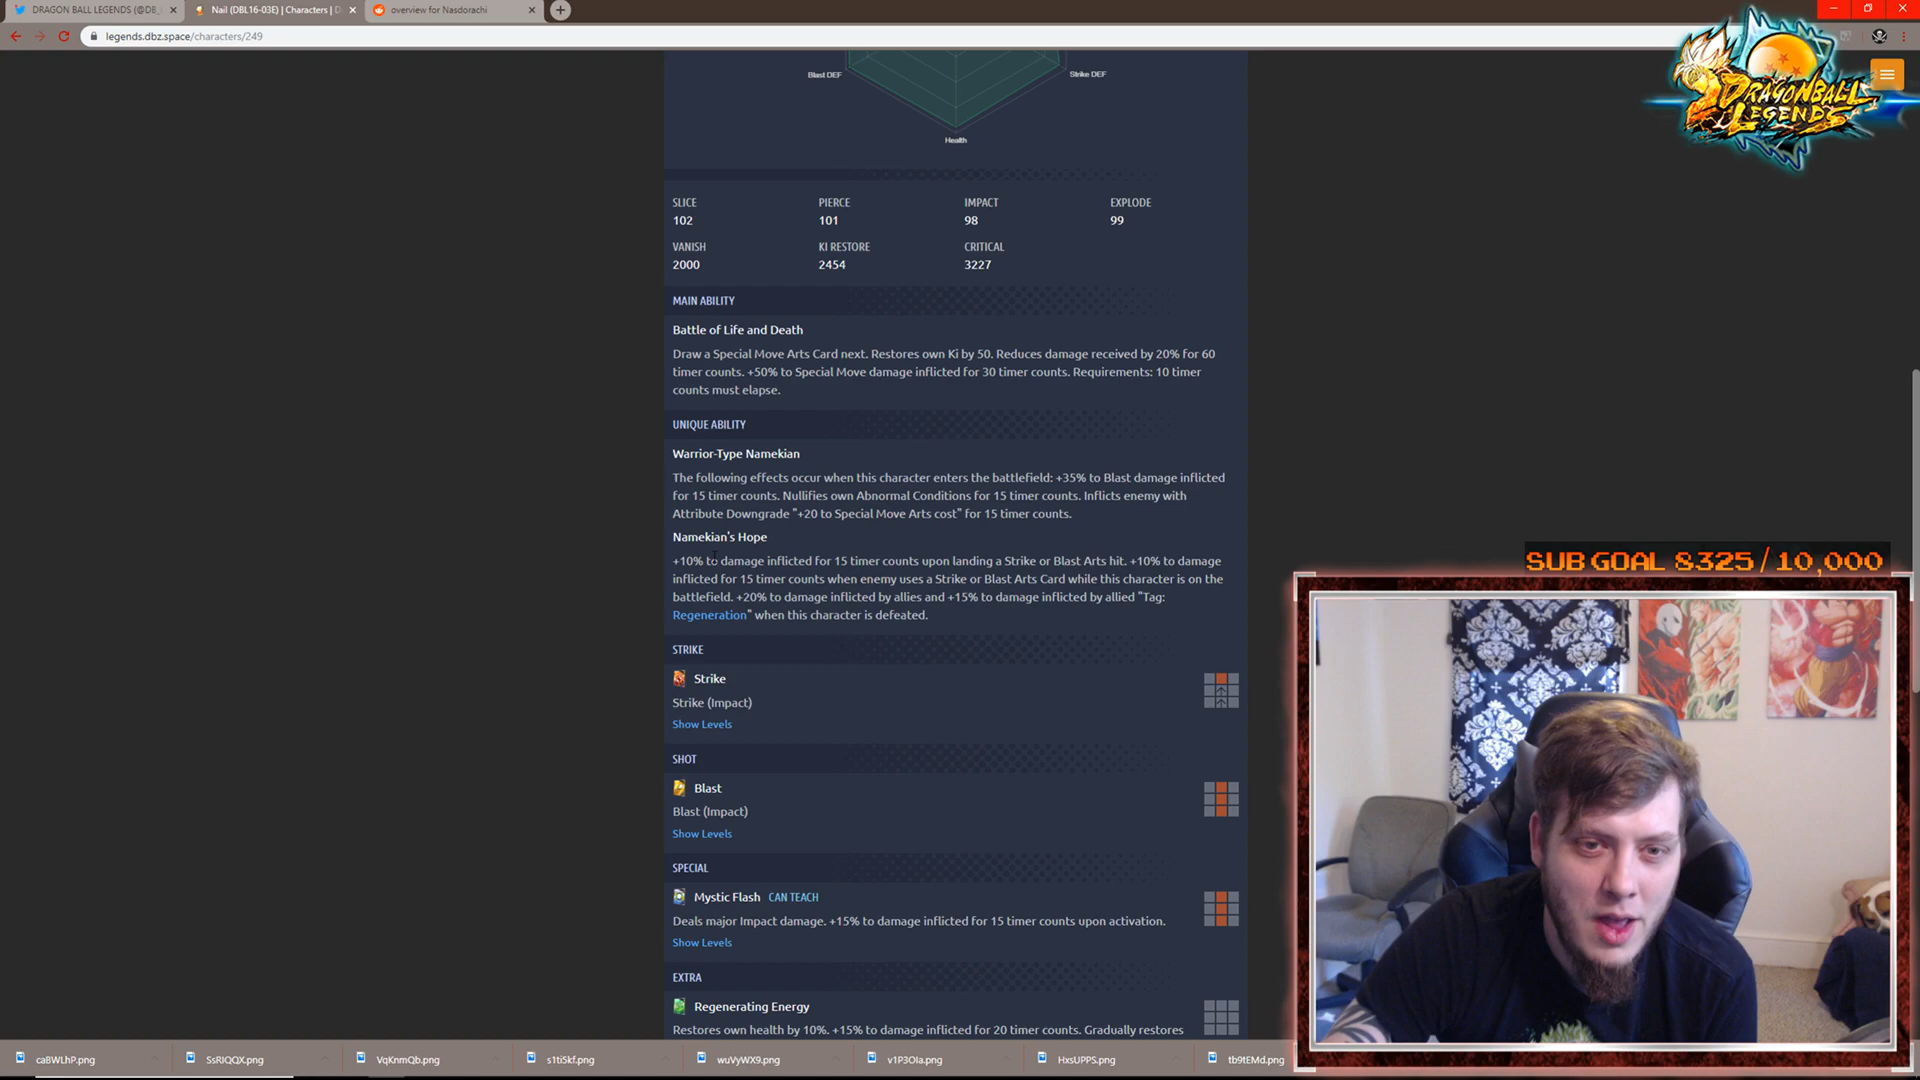 DRAGON BALL LEGENDS (@DB_
Nail (DBL16-03E) | Characters | D
overview for Nasdorachi
legends.dbz.space/characters/249
DRAGONBALL
LEGENDS
Blast DEF
Strike DEF
Health
SLICE
PIERCE
IMPACT
EXPLODE
102
101
98
99
VANISH
KI RESTORE
CRITICAL
2000
2454
3227
MAIN ABILITY
Battle of Life and Death
Draw a Special Move Arts Card next. Restores own Ki by 50. Reduces damage received by 20% for 60
timer counts. +50% to Special Move damage inflicted for 30 timer counts. Requirements: 10 timer
counts must elapse.
UNIQUE ABILITY
Warrior-Type Namekian
The following effects occur when this character enters the battlefield: +35% to Blast damage inflicted
for 15 timer counts. Nullifies own Abnormal Conditions for 15 timer counts. Inflicts enemy with
Attribute Downgrade "+20 to Special Move Arts cost" for 15 timer counts.
Namekian's Hope
+10% to damage inflicted for 15 timer counts upon landing a Strike or Blast Arts hit. +10% to damage
inflicted for 15 timer counts when enemy uses a Strike or Blast Arts Card while this character is on the
battlefield. +20% to damage inflicted by allies and +15% to damage inflicted by allied "Tag:
Regeneration" when this character is defeated.
SUB GOAL 8325 / 10,000
STRIKE
Strike
Strike (Impact)
Show Levels
SHOT
Blast
Blast (Impact)
Show Levels
SPECIAL
Mystic Flash CAN TEACH
Deals major Impact damage. +15% to damage inflicted for 15 timer counts upon activation.
Show Levels
EXTRA
Regenerating Energy
Restores own health by 10%. +15% to damage inflicted for 20 timer counts. Gradually restores
caBWLhP.png
SsRIQQX.png
VqKnmQb.png
s1ti5kf.png
wuVyWX9.png
v1P3OIa.png
HxsUPPS.png
tb9tEMd.png